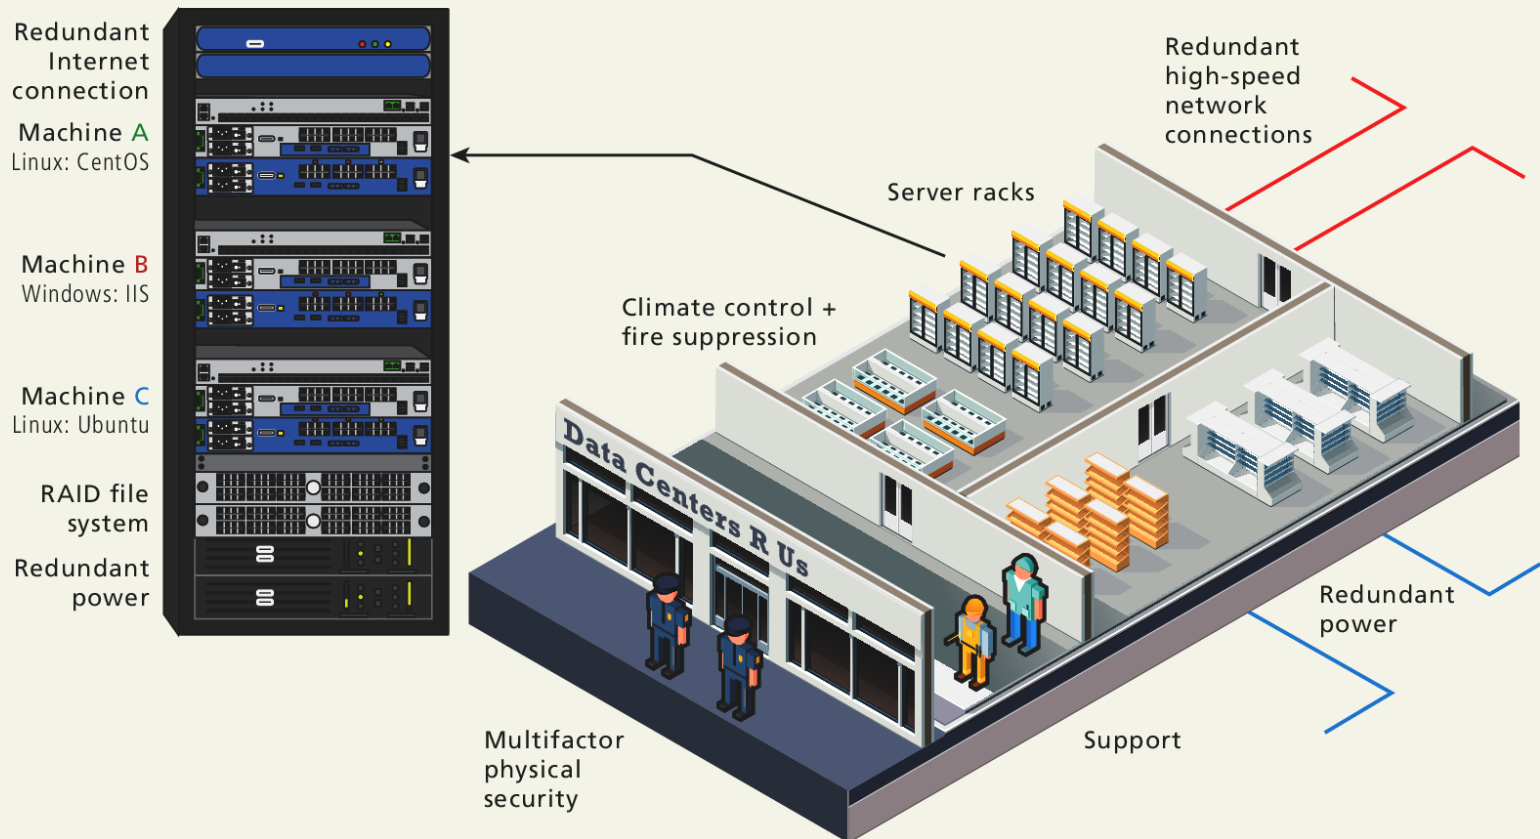 Redundant
Internet
connection
Machine A
Linux: CentOS
Machine B
Windows: IIS
Machine C
Linux: Ubuntu
RAID file
system
Redundant
power
Redundant
high-speed
network
connections
Server racks
Climate control +
fire suppression
Data Centers R Us
Redundant
power
Support
Multifactor
physical
security